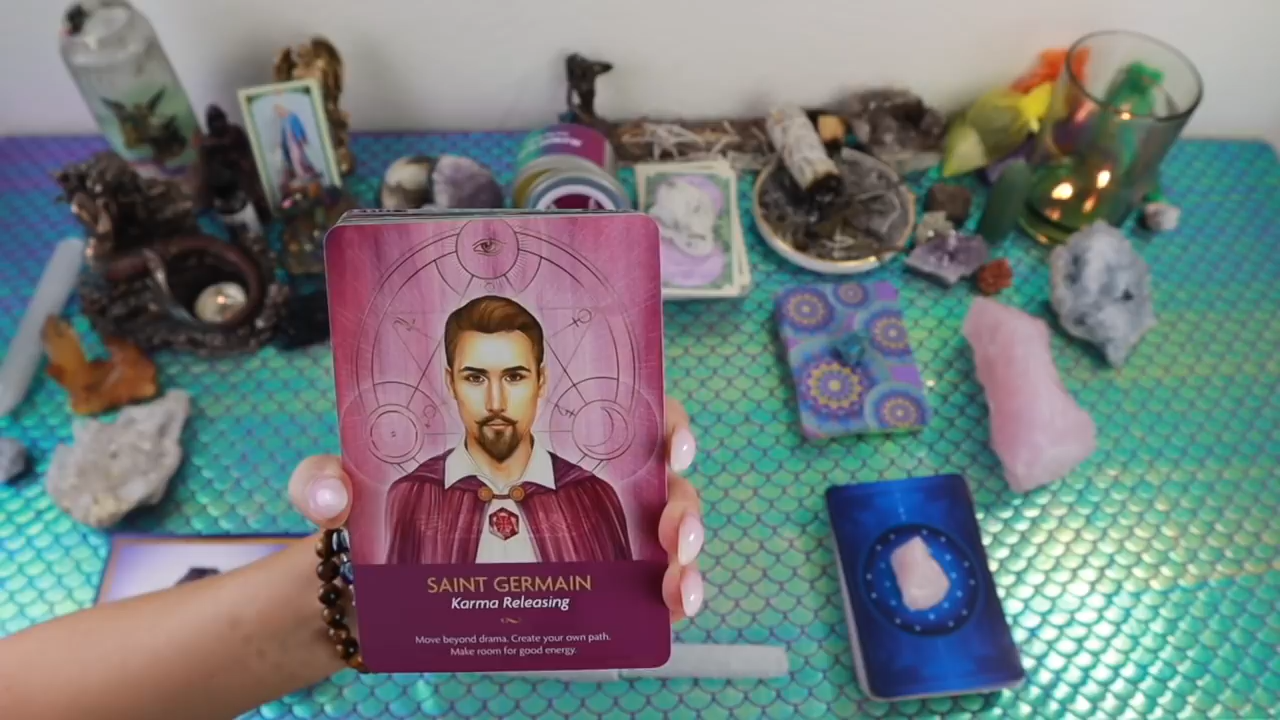 SAINT GERMAIN
Karma Releasing
Move beyond drama. Create your own path.
Make room for good energy.